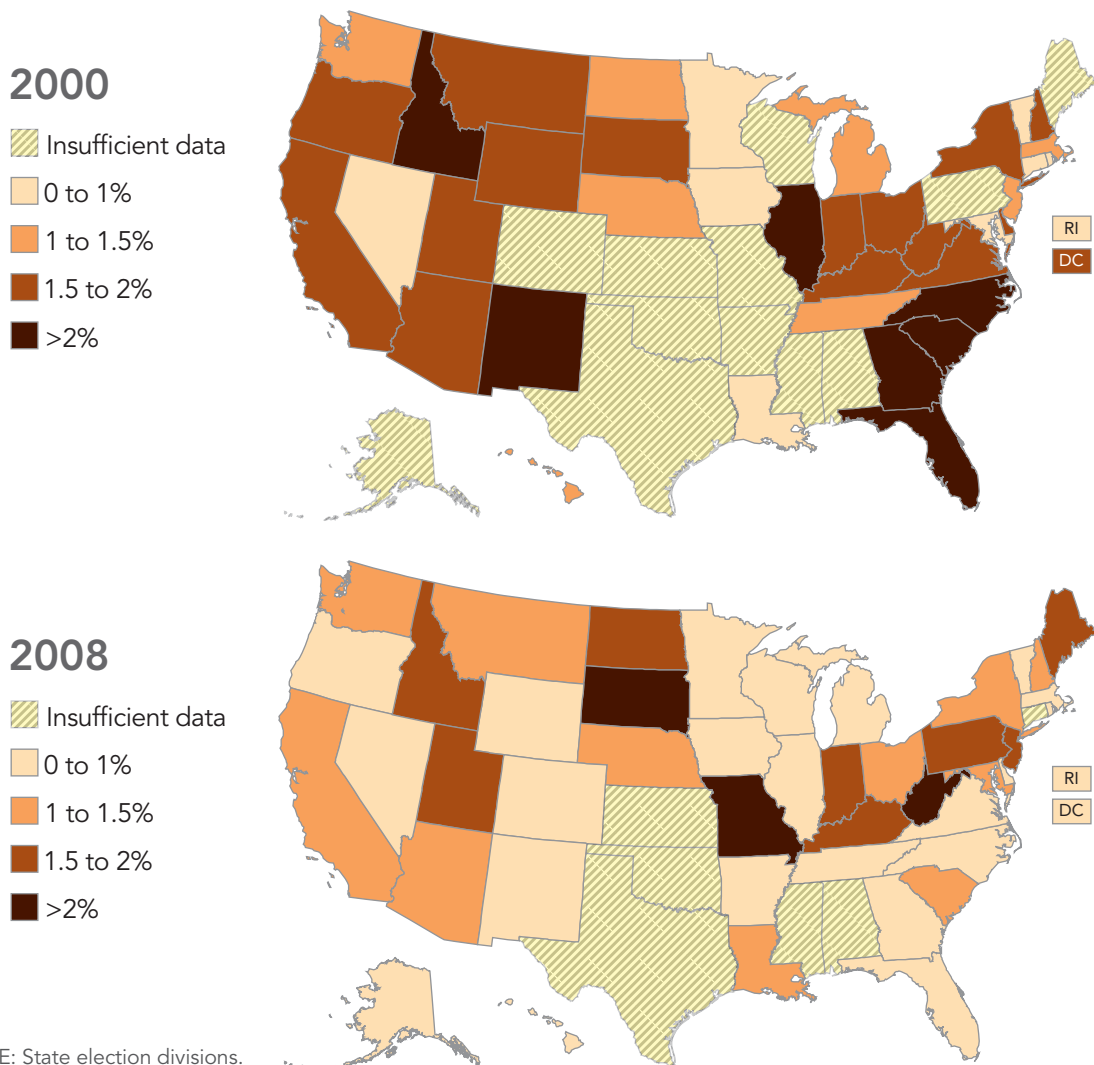 2000
Insufficient data
0 to 1%
1 to 1.5%
1.5 to 2%
>2%
RI
DC
2008
Insufficient data
0 to 1%
1 to 1.5%
1.5 to 2%
>2%
RI
DC
E: State election divisions.